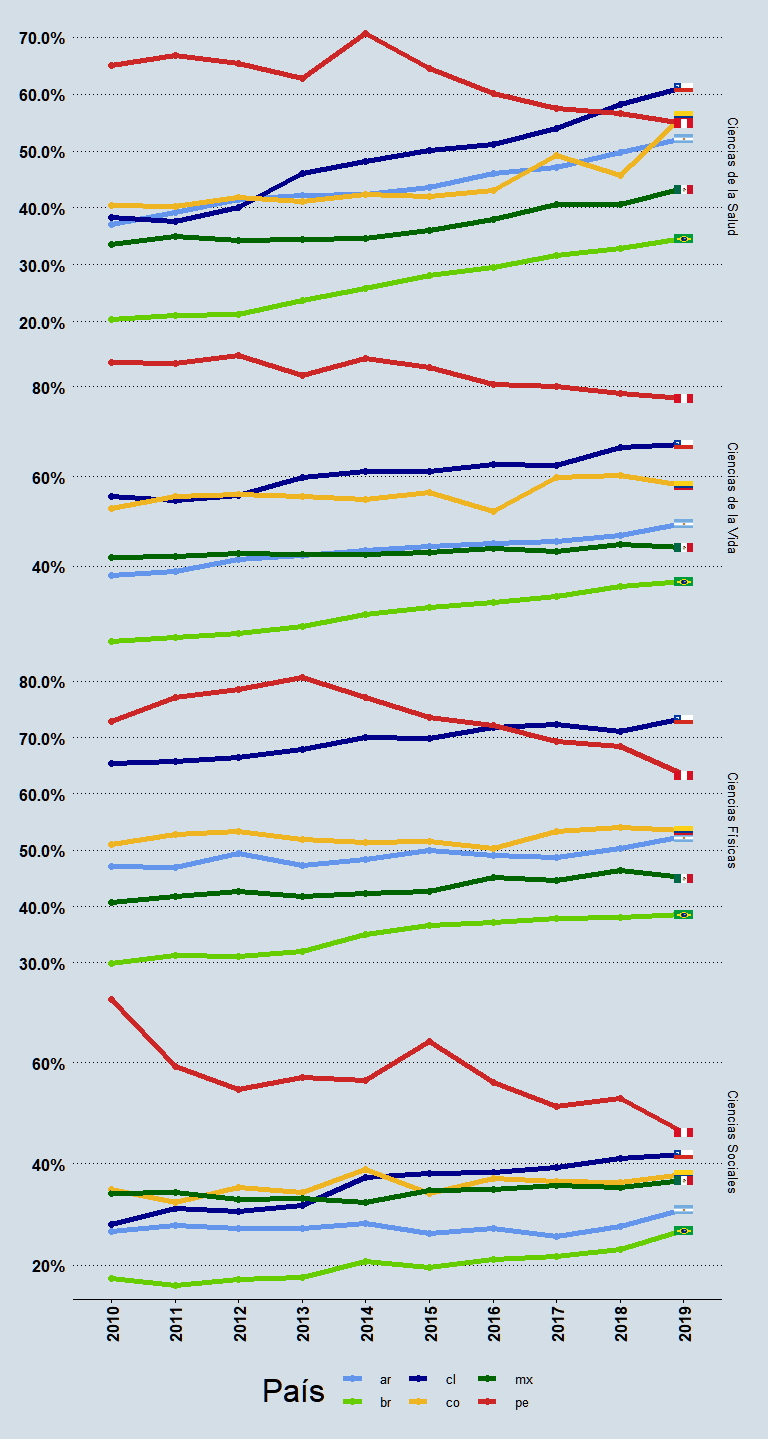 70.0%
60.0%
50.0%
40.0%
30.0%
20.0%
Ciencias de la Salud
80%
60%
40%
Ciencas de la Vida
80.0%
70.0%
60.0%
50.0%
40.0%
30.0%
Ciencias Físicas
60%
40%
20%
Ciencias Sociales
2010 2011 2012 2013 2014 2015 2016 2017 2018 2019
País
ar cl mx
br co pe